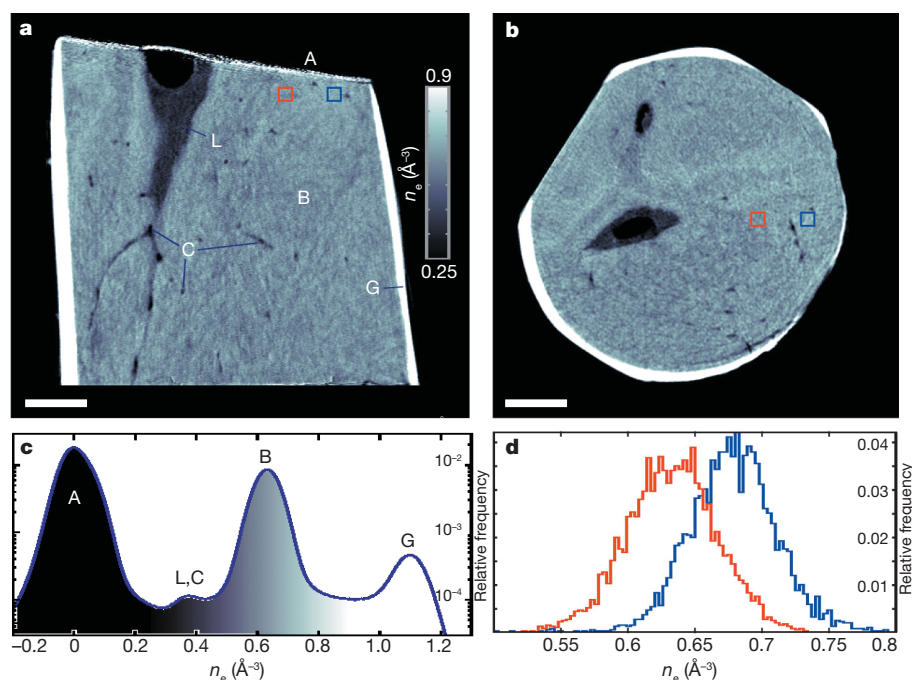 a
A
L
B
C
G
0.9
nₑ (Å⁻³)
0.25
b
c
A
L,C
B
G
10⁻²
10⁻³
10⁻⁴
Relative frequency
−0.2 0 0.2 0.4 0.6 0.8 1.0 1.2
nₑ (Å⁻³)
d
0.04
0.03
0.02
0.01
Relative frequency
0.55 0.6 0.65 0.7 0.75 0.8
nₑ (Å⁻³)